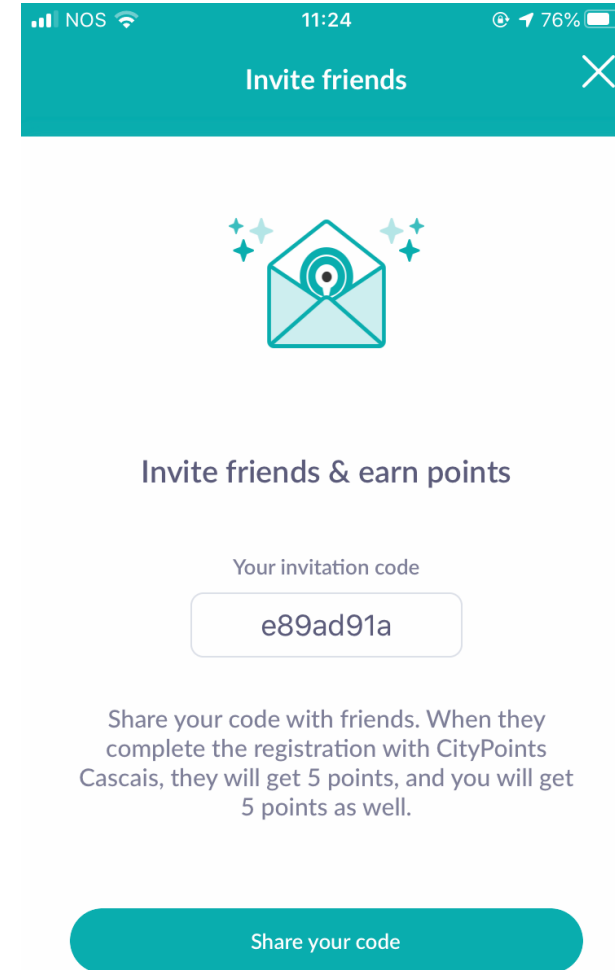 NOS 11:24 76%
Invite friends
Invite friends & earn points
Your invitation code
e89ad91a
Share your code with friends. When they
complete the registration with CityPoints
Cascais, they will get 5 points, and you will get
5 points as well.
Share your code